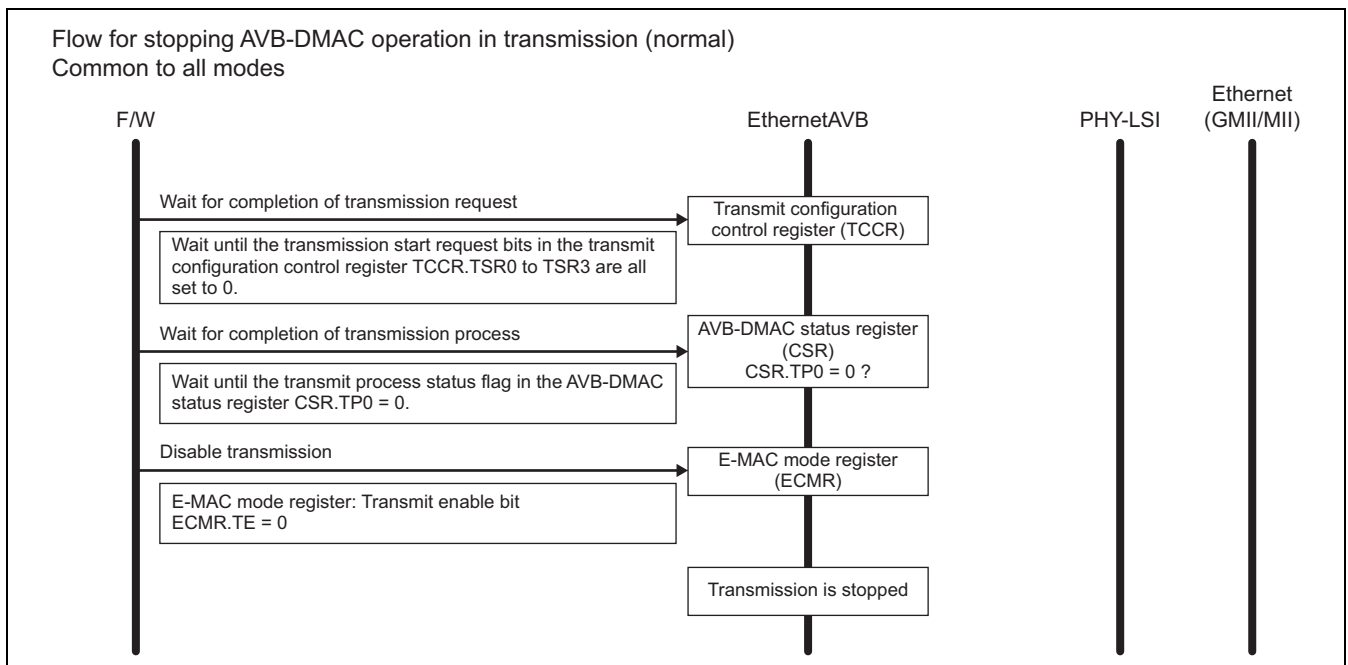 Flow for stopping AVB-DMAC operation in transmission (normal)
Common to all modes
F/W
EthernetAVB
PHY-LSI
Ethernet
(GMII/MII)
Wait for completion of transmission request
Transmit configuration
control register (TCCR)
Wait until the transmission start request bits in the transmit
configuration control register TCCR.TSR0 to TSR3 are all
set to 0.
Wait for completion of transmission process
AVB-DMAC status register
(CSR)
CSR.TP0 = 0 ?
Wait until the transmit process status flag in the AVB-DMAC
status register CSR.TP0 = 0.
Disable transmission
E-MAC mode register
(ECMR)
E-MAC mode register: Transmit enable bit
ECMR.TE = 0
Transmission is stopped